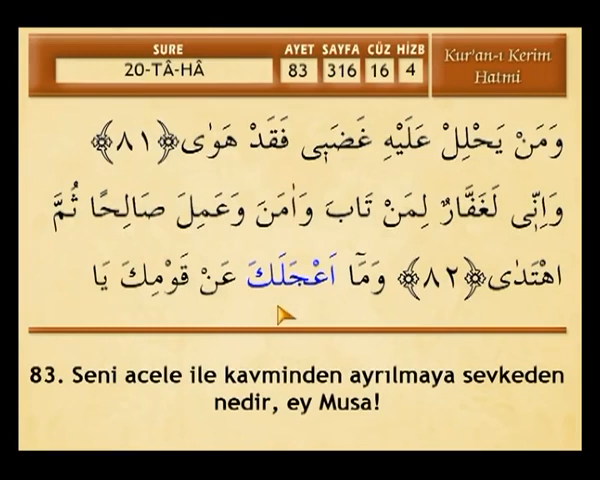 SURE AYET SAYFA CÜZ HİZB
20-TÂ-HÂ 83 316 16 4
Kur'an-ı Kerim
Hatmi
وَمَنْ يَحْلِلْ عَلَيْهِ غَضَبٖى فَقَدْ هَوٰى ﴿٨١﴾
وَاِنّٖى لَغَفَّارٌ لِمَنْ تَابَ وَاٰمَنَ وَعَمِلَ صَالِحًا ثُمَّ
اهْتَدٰى ﴿٨٢﴾ وَمَٓا اَعْجَلَكَ عَنْ قَوْمِكَ يَا
83. Seni acele ile kavminden ayrılmaya sevkeden
nedir, ey Musa!